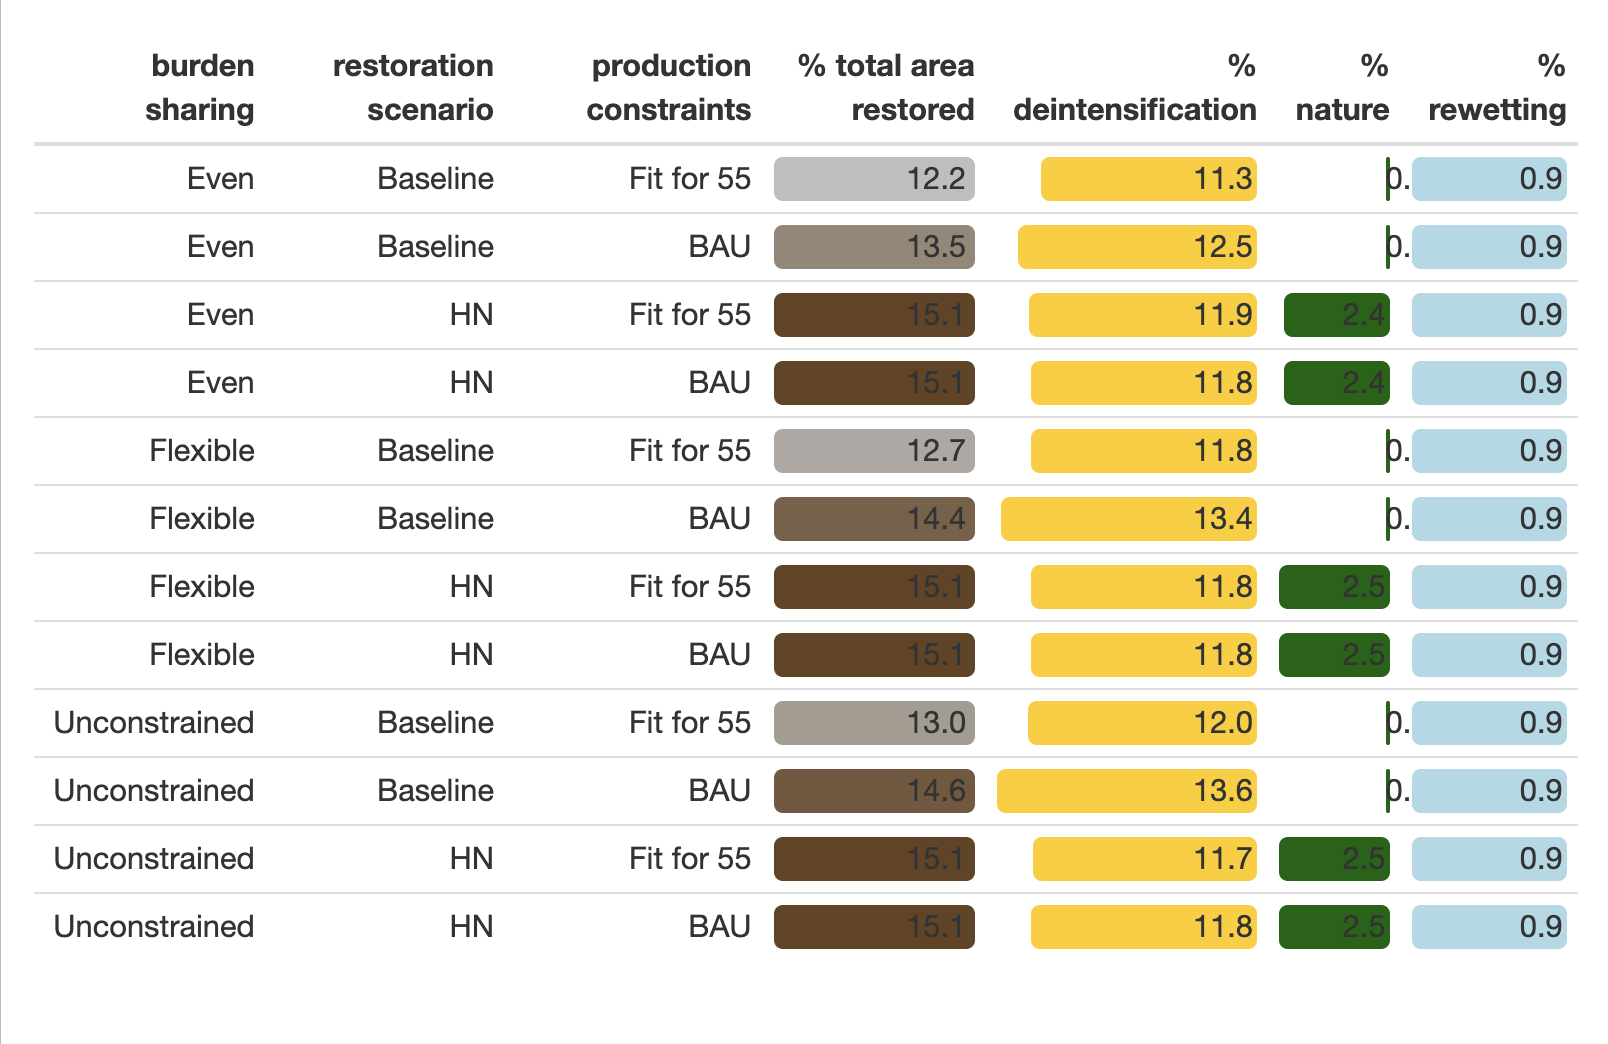 burden sharing restoration scenario production constraints % total area restored % deintensification % nature % rewetting
Even Baseline Fit for 55 12.2 11.3 0. 0.9
Even Baseline BAU 13.5 12.5 0. 0.9
Even HN Fit for 55 15.1 11.9 2.4 0.9
Even HN BAU 15.1 11.8 2.4 0.9
Flexible Baseline Fit for 55 12.7 11.8 0. 0.9
Flexible Baseline BAU 14.4 13.4 0. 0.9
Flexible HN Fit for 55 15.1 11.8 2.5 0.9
Flexible HN BAU 15.1 11.8 2.5 0.9
Unconstrained Baseline Fit for 55 13.0 12.0 0. 0.9
Unconstrained Baseline BAU 14.6 13.6 0. 0.9
Unconstrained HN Fit for 55 15.1 11.7 2.5 0.9
Unconstrained HN BAU 15.1 11.8 2.5 0.9